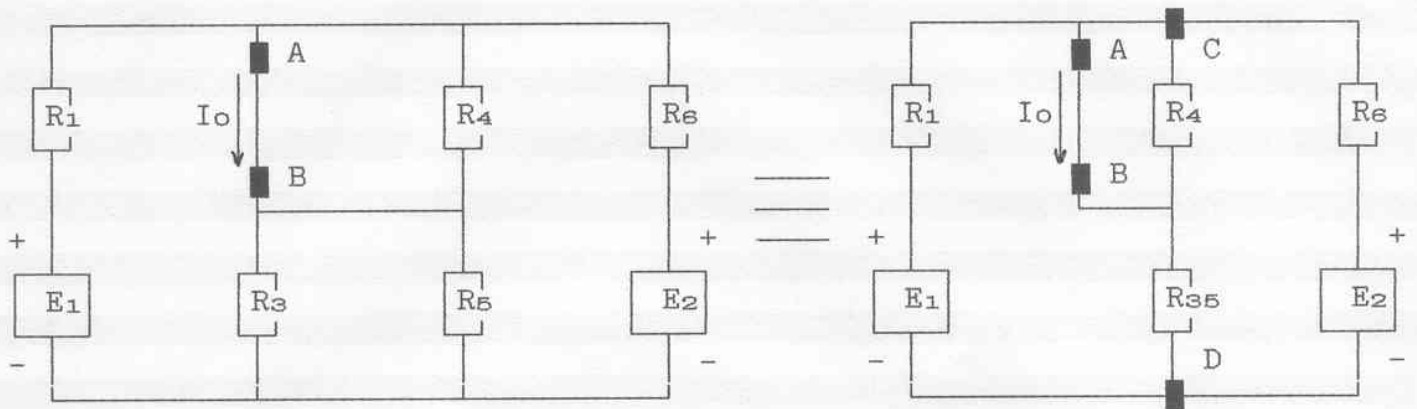 A C A
R1 Io R4 R6 R1 Io R4 R6
B B
+ + + +
E1 R3 R5 E2 E1 R35 E2
- - - -
D